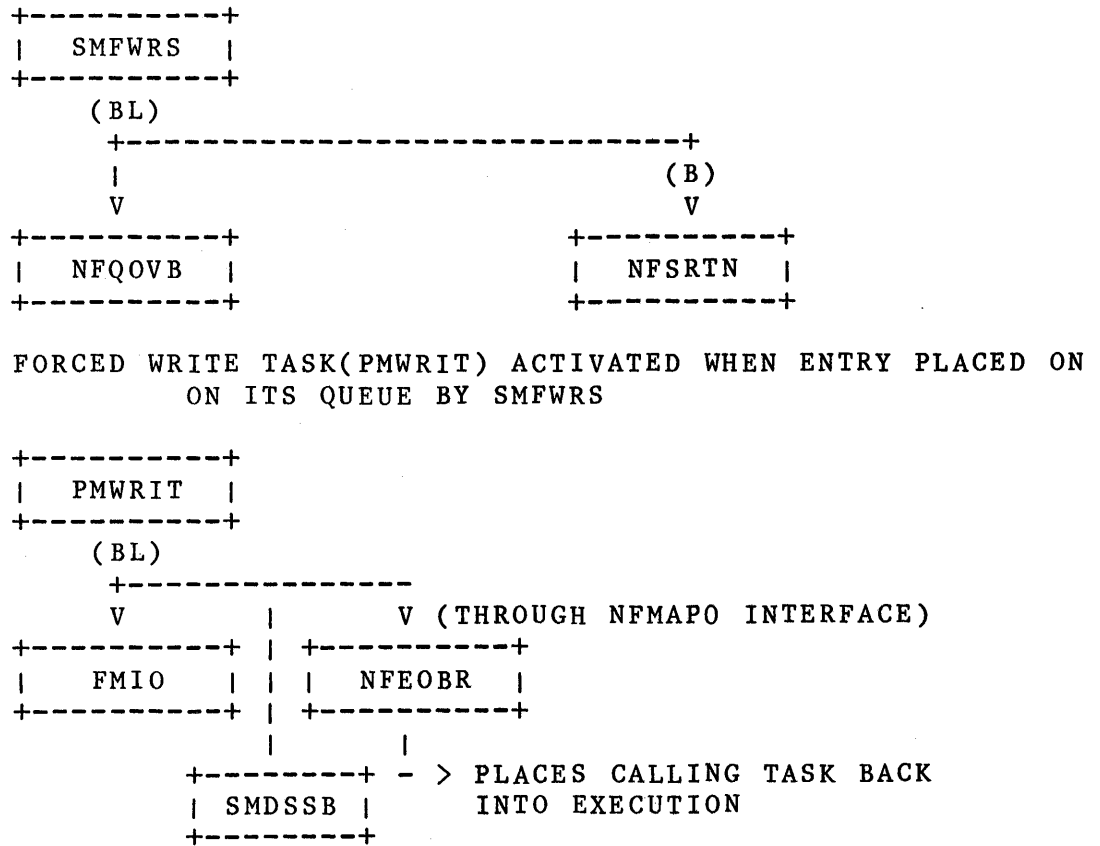 SMFWRS
(BL)
(B)
V V
NFQOVB NFSRTN
FORCED WRITE TASK(PMWRIT) ACTIVATED WHEN ENTRY PLACED ON
ON ITS QUEUE BY SMFWRS
PMWRIT
(BL)
V V (THROUGH NFMAPO INTERFACE)
FMIO NFEOBR
- > PLACES CALLING TASK BACK
SMDSSB INTO EXECUTION